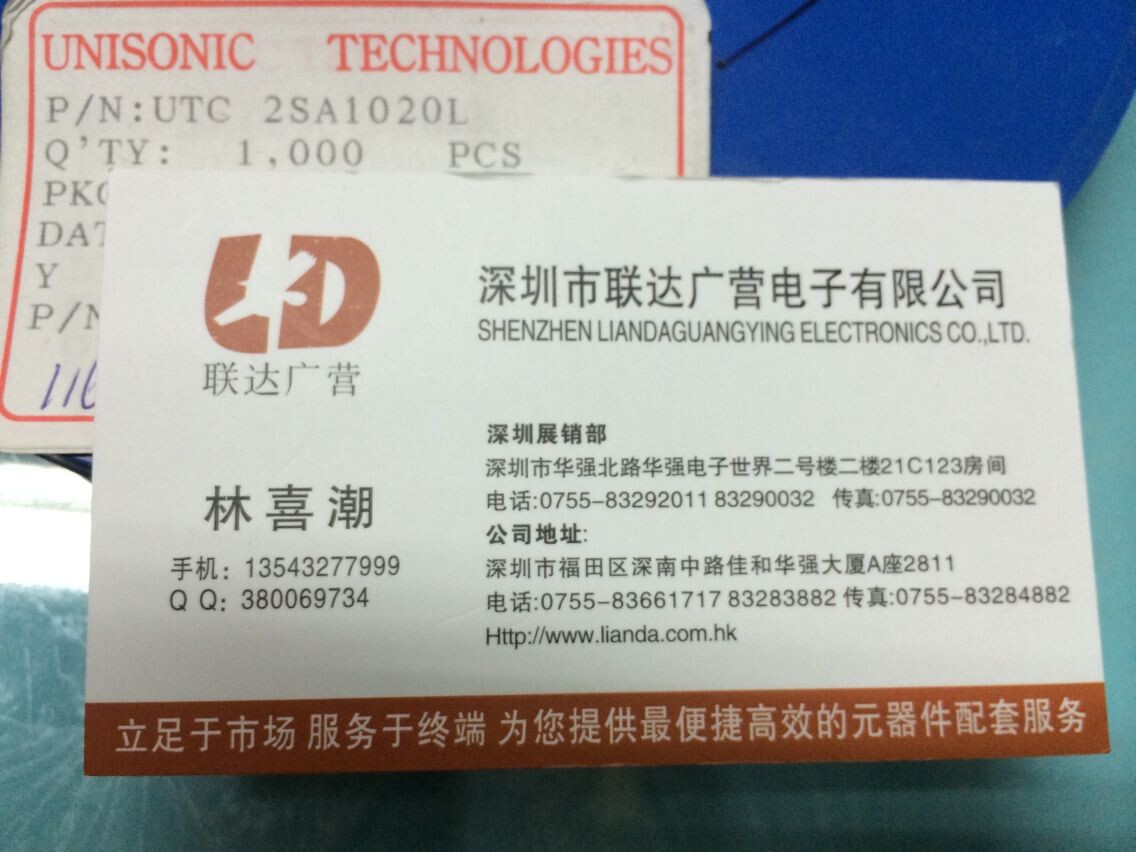 UNISONIC TECHNOLOGIES
P/N:UTC 2SA1020L
Q'TY: 1,000 PCS
Y
P/N
LD
联达广营
深圳市联达广营电子有限公司
SHENZHEN LIANDAGUANGYING ELECTRONICS CO.,LTD.
林喜潮
手机：13543277999
Q Q：380069734
深圳展销部
深圳市华强北路华强电子世界二号楼二楼21C123房间
电话:0755-83292011 83290032 传真:0755-83290032
公司地址:
深圳市福田区深南中路佳和华强大厦A座2811
电话:0755-83661717 83283882 传真:0755-83284882
Http://www.lianda.com.hk
立足于市场 服务于终端 为您提供最便捷高效的元器件配套服务